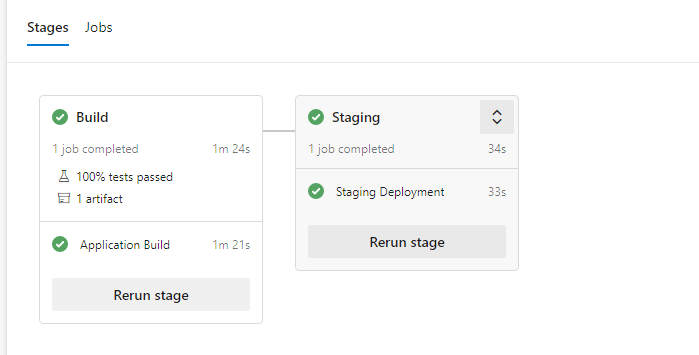 Stages Jobs
Build
1 job completed 1m 24s
100% tests passed
1 artifact
Application Build 1m 21s
Rerun stage
Staging
1 job completed 34s
Staging Deployment 33s
Rerun stage